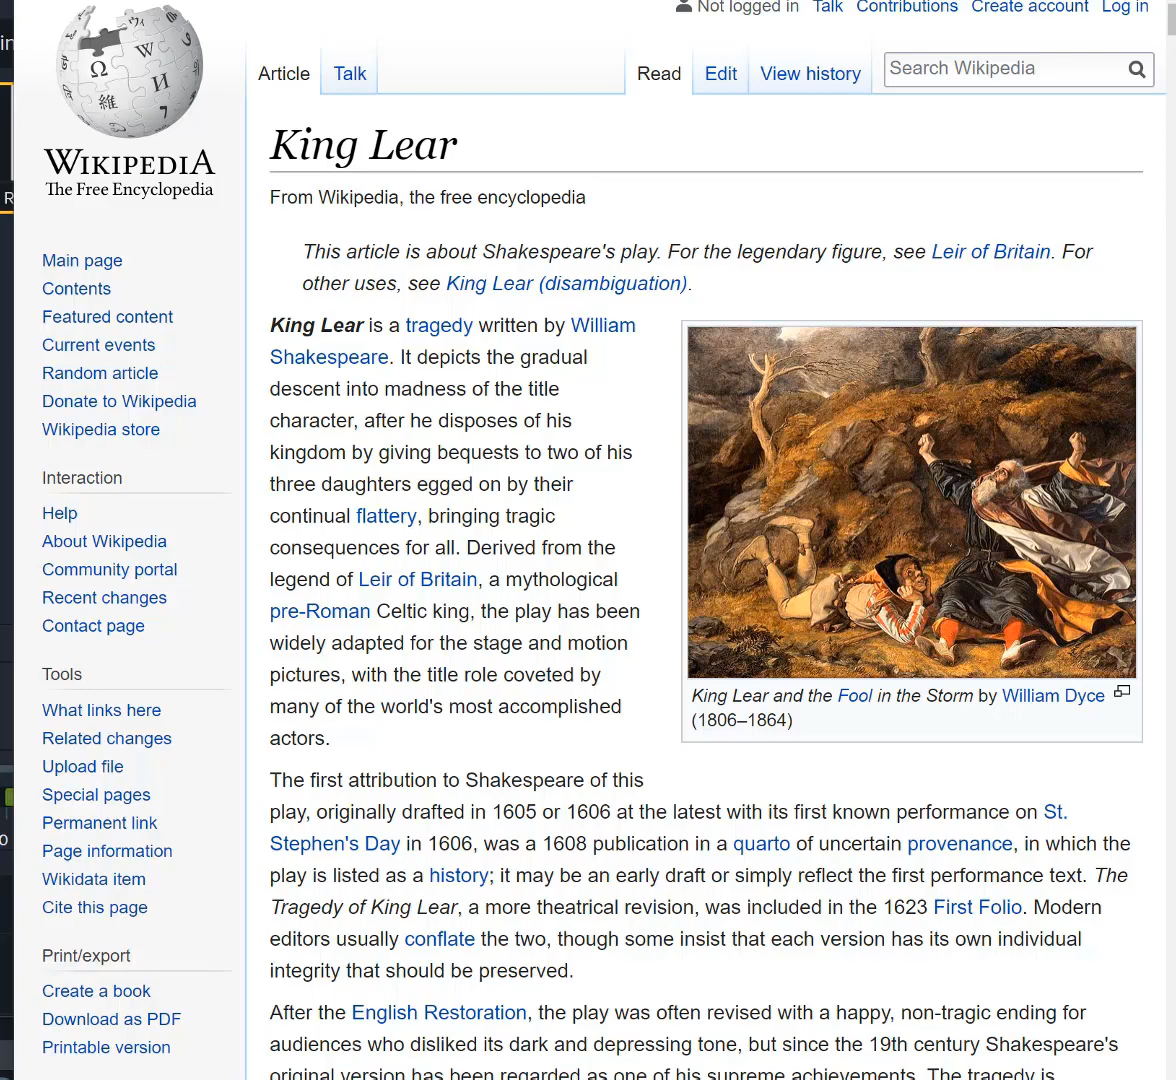 Not logged in Talk Contributions Create account Log in
Article Talk Read Edit View history Search Wikipedia
WIKIPEDIA
The Free Encyclopedia
Main page
Contents
Featured content
Current events
Random article
Donate to Wikipedia
Wikipedia store
Interaction
Help
About Wikipedia
Community portal
Recent changes
Contact page
Tools
What links here
Related changes
Upload file
Special pages
Permanent link
Page information
Wikidata item
Cite this page
Print/export
Create a book
Download as PDF
Printable version
King Lear
From Wikipedia, the free encyclopedia
This article is about Shakespeare's play. For the legendary figure, see Leir of Britain. For
other uses, see King Lear (disambiguation).
King Lear is a tragedy written by William
Shakespeare. It depicts the gradual
descent into madness of the title
character, after he disposes of his
kingdom by giving bequests to two of his
three daughters egged on by their
continual flattery, bringing tragic
consequences for all. Derived from the
legend of Leir of Britain, a mythological
pre-Roman Celtic king, the play has been
widely adapted for the stage and motion
pictures, with the title role coveted by
many of the world's most accomplished
actors.
King Lear and the Fool in the Storm by William Dyce
(1806–1864)
The first attribution to Shakespeare of this
play, originally drafted in 1605 or 1606 at the latest with its first known performance on St.
Stephen's Day in 1606, was a 1608 publication in a quarto of uncertain provenance, in which the
play is listed as a history; it may be an early draft or simply reflect the first performance text. The
Tragedy of King Lear, a more theatrical revision, was included in the 1623 First Folio. Modern
editors usually conflate the two, though some insist that each version has its own individual
integrity that should be preserved.
After the English Restoration, the play was often revised with a happy, non-tragic ending for
audiences who disliked its dark and depressing tone, but since the 19th century Shakespeare's
original version has been regarded as one of his supreme achievements. The tragedy is